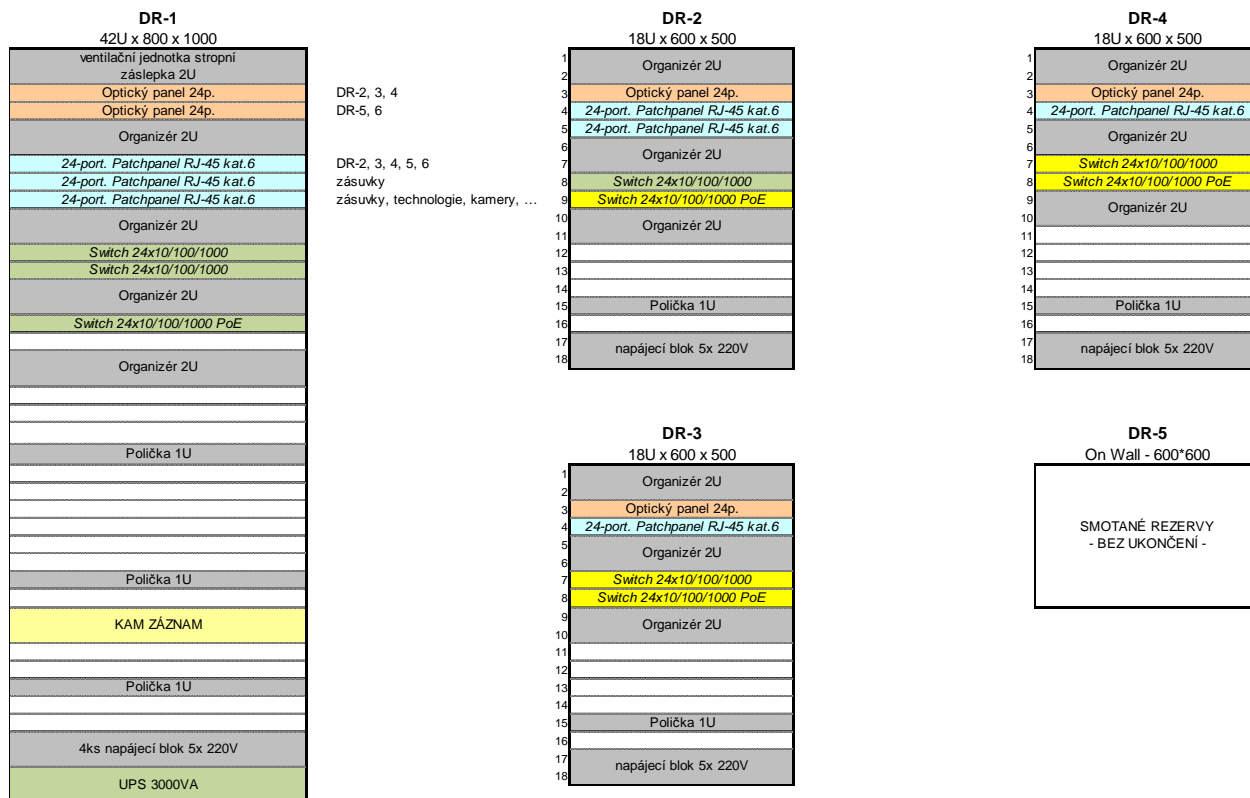 DR-1
42U x 800 x 1000
ventilační jednotka stropní
záslepka 2U
Optický panel 24p. DR-2, 3, 4
Optický panel 24p. DR-5, 6
Organizér 2U
24-port. Patchpanel RJ-45 kat.6 DR-2, 3, 4, 5, 6
24-port. Patchpanel RJ-45 kat.6 zásuvky
24-port. Patchpanel RJ-45 kat.6 zásuvky, technologie, kamery, ...
Organizér 2U
Switch 24x10/100/1000
Switch 24x10/100/1000
Organizér 2U
Switch 24x10/100/1000 PoE
Organizér 2U
Polička 1U
Polička 1U
KAM ZÁZNAM
Polička 1U
4ks napájecí blok 5x 220V
UPS 3000VA
DR-2
18U x 600 x 500
1
Organizér 2U
2
3 Optický panel 24p.
4 24-port. Patchpanel RJ-45 kat.6
5 24-port. Patchpanel RJ-45 kat.6
6
Organizér 2U
7
8 Switch 24x10/100/1000
9 Switch 24x10/100/1000 PoE
10
Organizér 2U
11
12
13
14
15 Polička 1U
16
17
napájecí blok 5x 220V
18
DR-3
18U x 600 x 500
1
Organizér 2U
2
3 Optický panel 24p.
4 24-port. Patchpanel RJ-45 kat.6
5
Organizér 2U
6
7 Switch 24x10/100/1000
8 Switch 24x10/100/1000 PoE
9
Organizér 2U
10
11
12
13
14
15 Polička 1U
16
17
napájecí blok 5x 220V
18
DR-4
18U x 600 x 500
1
Organizér 2U
2
3 Optický panel 24p.
4 24-port. Patchpanel RJ-45 kat.6
5
Organizér 2U
6
7 Switch 24x10/100/1000
8 Switch 24x10/100/1000 PoE
9
Organizér 2U
10
11
12
13
14
15 Polička 1U
16
17
napájecí blok 5x 220V
18
DR-5
On Wall - 600*600
SMOTANÉ REZERVY
- BEZ UKONČENÍ -